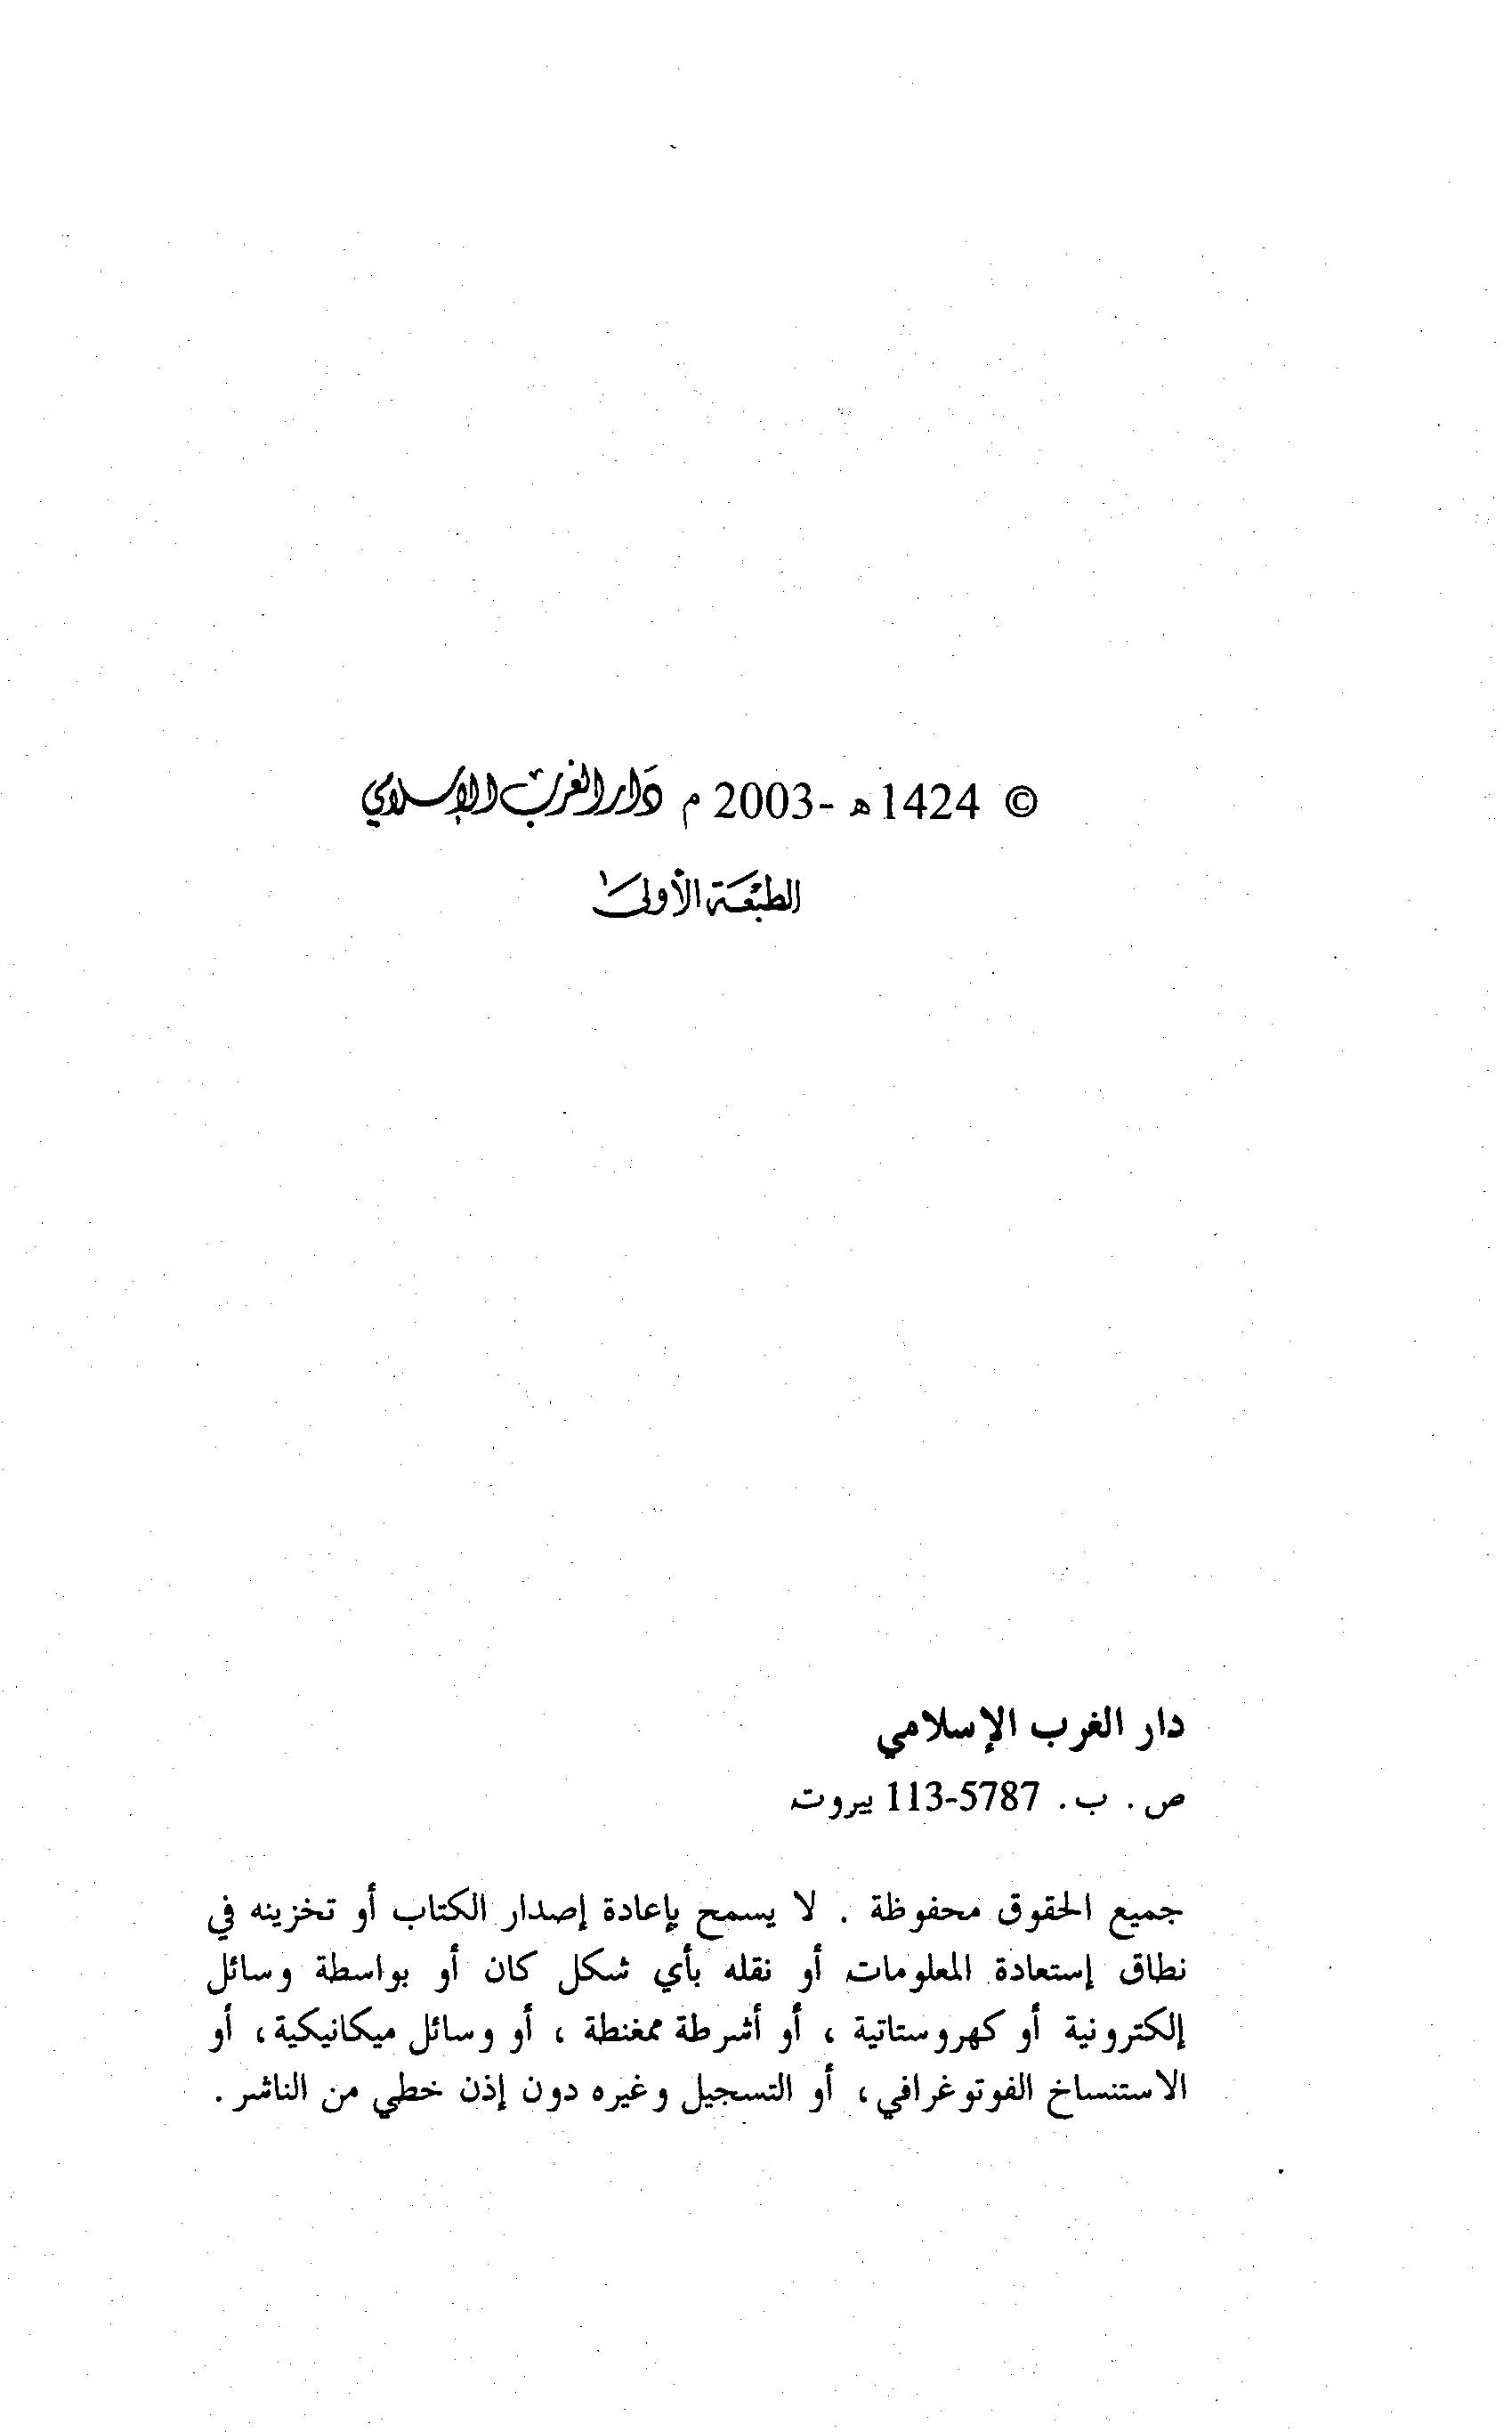 © 1424 هـ -2003 م دار الغرب الإسلامي
الطبعة الأولى
دار الغرب الإسلامي
ص . ب . 5787-113 بيروت
جميع الحقوق محفوظة . لا يسمح بإعادة إصدار الكتاب أو تخزينه في
نطاق إستعادة المعلومات أو نقله بأي شكل كان أو بواسطة وسائل
إلكترونية أو كهروستاتية ، أو أشرطة ممغنطة ، أو وسائل ميكانيكية، أو
الاستنساخ الفوتوغرافي، أو التسجيل وغيره دون إذن خطي من الناشر .